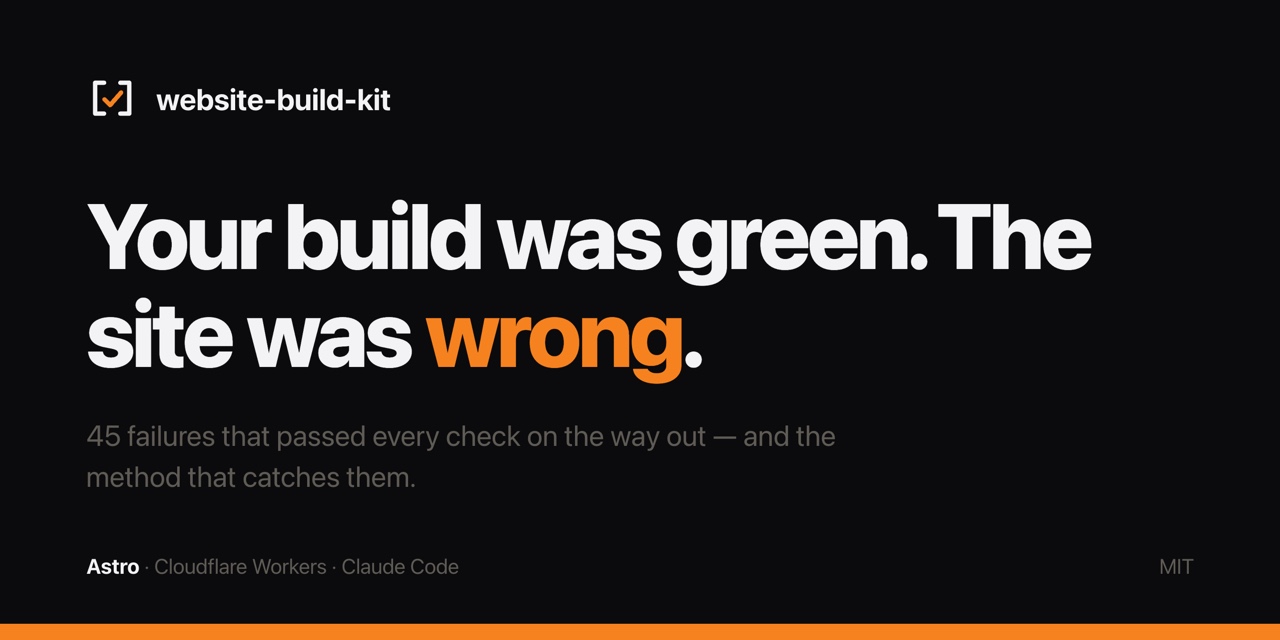 website-build-kit
Your build was green. The
site was wrong.
45 failures that passed every check on the way out — and the
method that catches them.
Astro · Cloudflare Workers · Claude Code
MIT